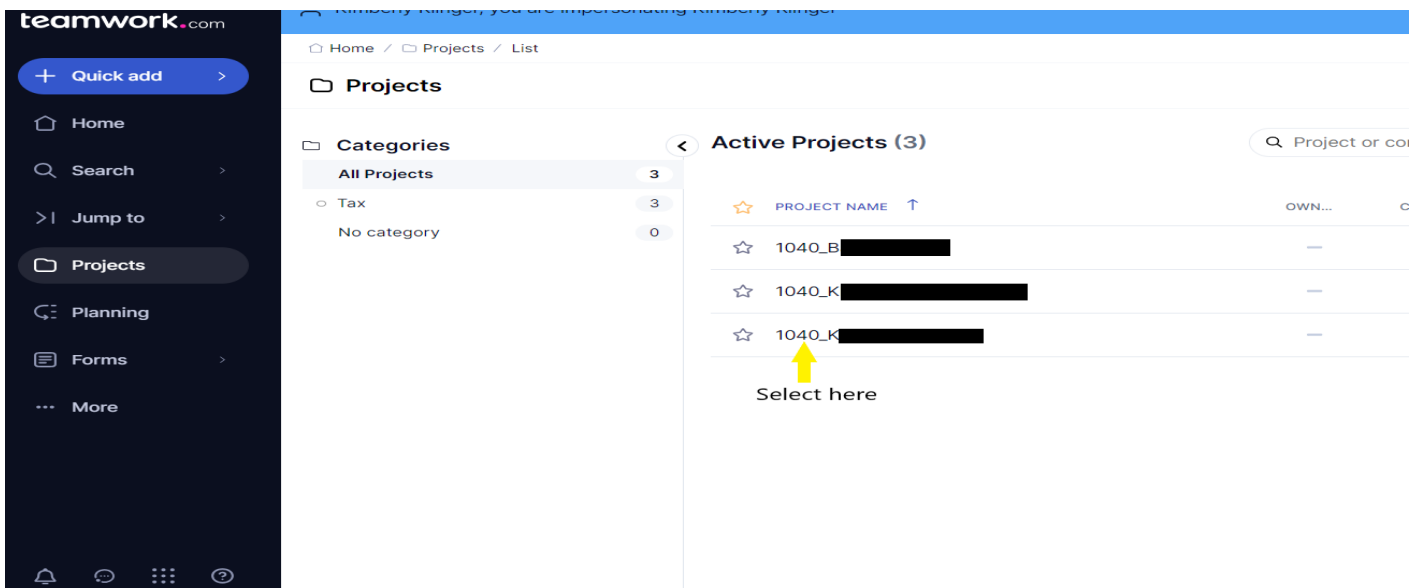 teamwork.com
Kimberly Klinger, you are impersonating Kimberly Klinger
Home / Projects / List
Quick add
Projects
Home
Search
Jump to
Projects
Planning
Forms
More
Categories
All Projects 3
Tax 3
No category 0
Active Projects (3)
Project or
PROJECT NAME ↑ OWN... C
1040_B
1040_K
1040_K
Select here